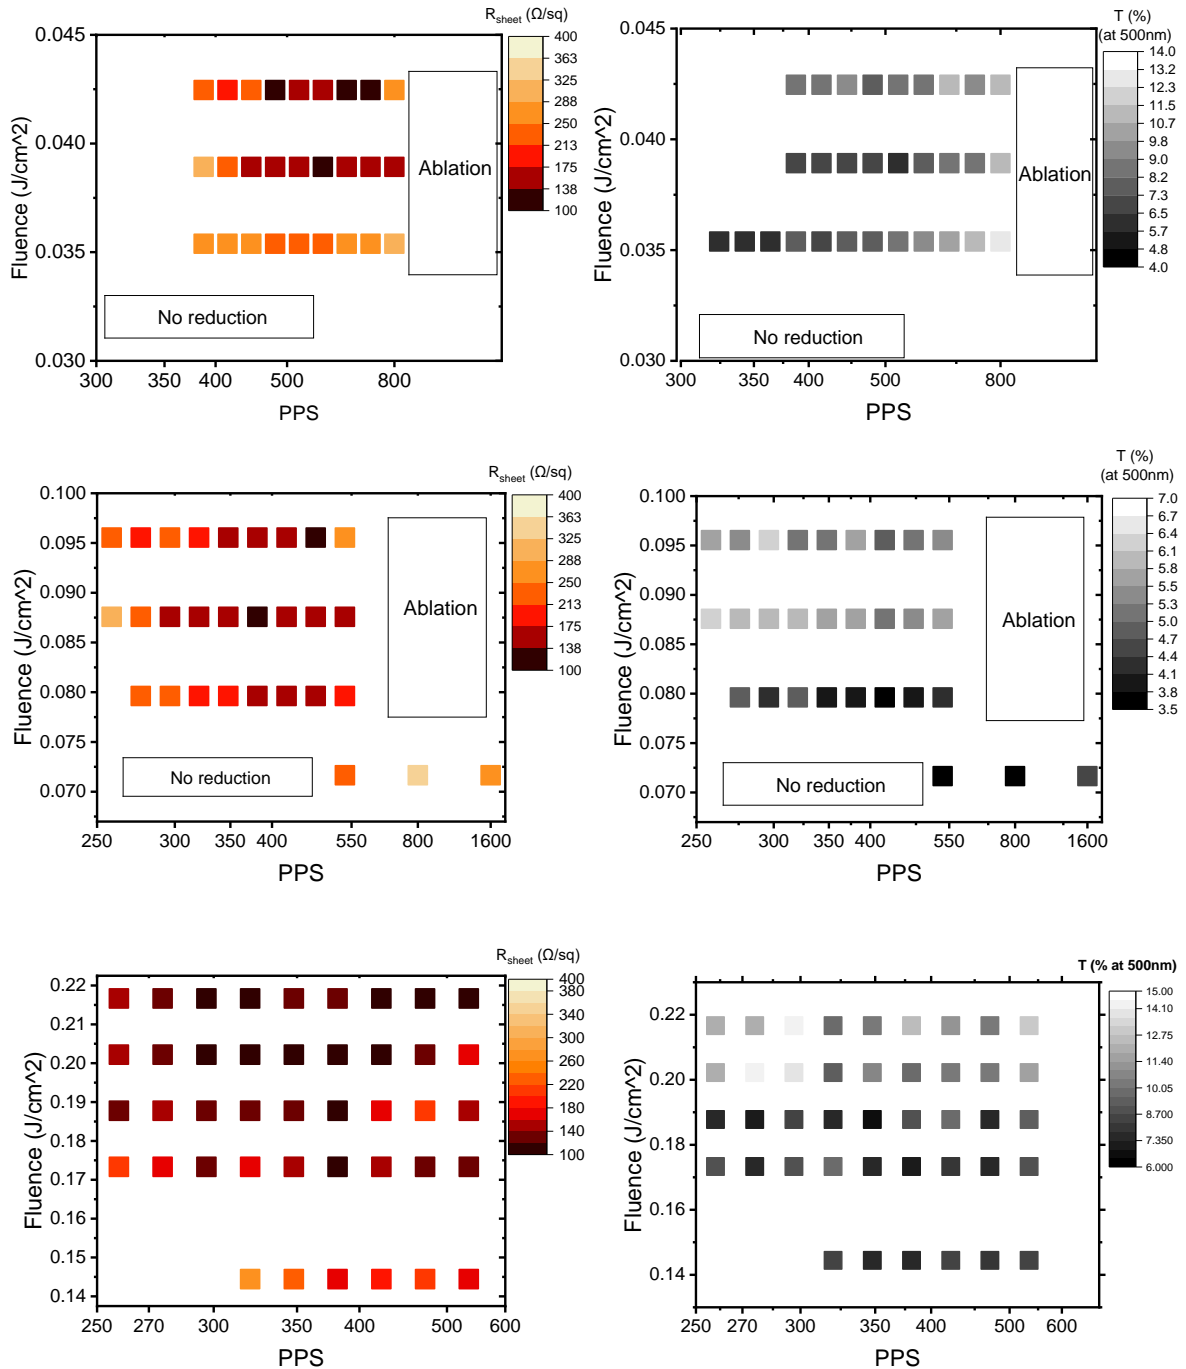 R_sheet (Ω/sq)
0.045
0.040
0.035
0.030
Fluence (J/cm^2)
400
363
325
288
250
213
175
138
100
Ablation
No reduction
300 350 400 500 800
PPS
T (%)
(at 500nm)
0.045
0.040
0.035
0.030
Fluence (J/cm^2)
14.0
13.2
12.3
11.5
10.7
9.8
9.0
8.2
7.3
6.5
5.7
4.8
4.0
Ablation
No reduction
300 350 400 500 800
PPS
R_sheet (Ω/sq)
0.100
0.095
0.090
0.085
0.080
0.075
0.070
Fluence (J/cm^2)
400
363
325
288
250
213
175
138
100
Ablation
No reduction
250 300 350 400 550 800 1600
PPS
T (%)
(at 500nm)
0.100
0.095
0.090
0.085
0.080
0.075
0.070
Fluence (J/cm^2)
7.0
6.7
6.4
6.1
5.8
5.5
5.3
5.0
4.7
4.4
4.1
3.8
3.5
Ablation
No reduction
250 300 350 400 550 800 1600
PPS
R_sheet (Ω/sq)
0.22
0.21
0.20
0.19
0.18
0.17
0.16
0.15
0.14
Fluence (J/cm^2)
400
380
340
300
260
220
180
140
100
250 270 300 350 400 500 600
PPS
T (% at 500nm)
0.22
0.20
0.18
0.16
0.14
Fluence (J/cm^2)
15.00
14.10
12.75
11.40
10.05
8.700
7.350
6.000
250 270 300 350 400 500 600
PPS